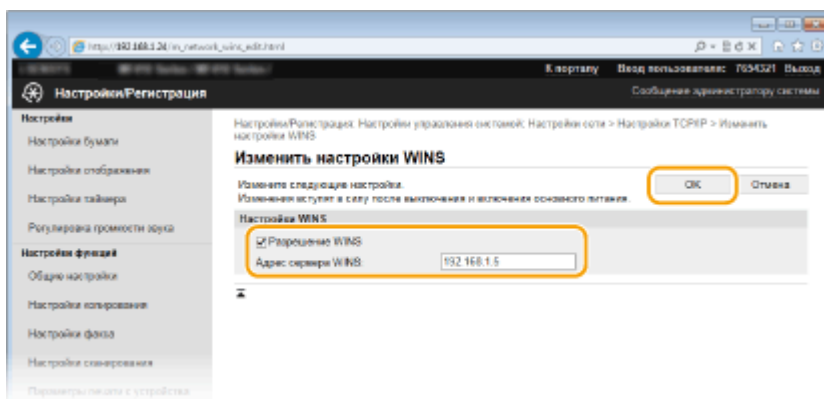 http://192.168.1.24/m_network_wins_edit.html
К порталу Вход пользователя: 7654321 Выход
Настройки/Регистрация
Сообщение администратору системы
Настройки
Настройки бумаги
Настройки отображения
Настройки таймера
Регулировка громкости звука
Настройки функций
Общие настройки
Настройки копирования
Настройки факса
Настройки сканирования
Параметры печати с устройства
Настройки/Регистрация: Настройки управления системой: Настройки сети > Настройки TCP/IP > Изменить
настройки WINS
Изменить настройки WINS
Измените следующие настройки.
Изменения вступят в силу после выключения и включения основного питания.
OK Отмена
Настройки WINS
Разрешение WINS
Адрес сервера WINS: 192.168.1.5